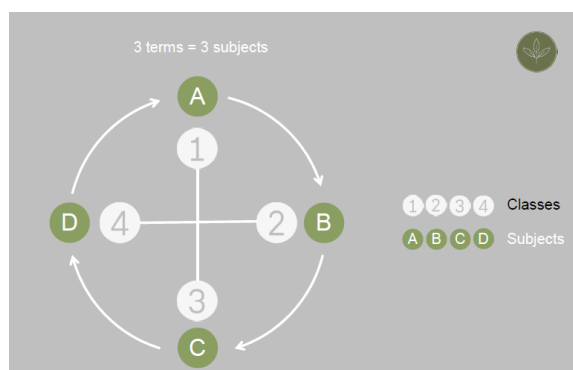 3 terms = 3 subjects
A
1
D 4 2 B
3
C
1 2 3 4 Classes
A B C D Subjects